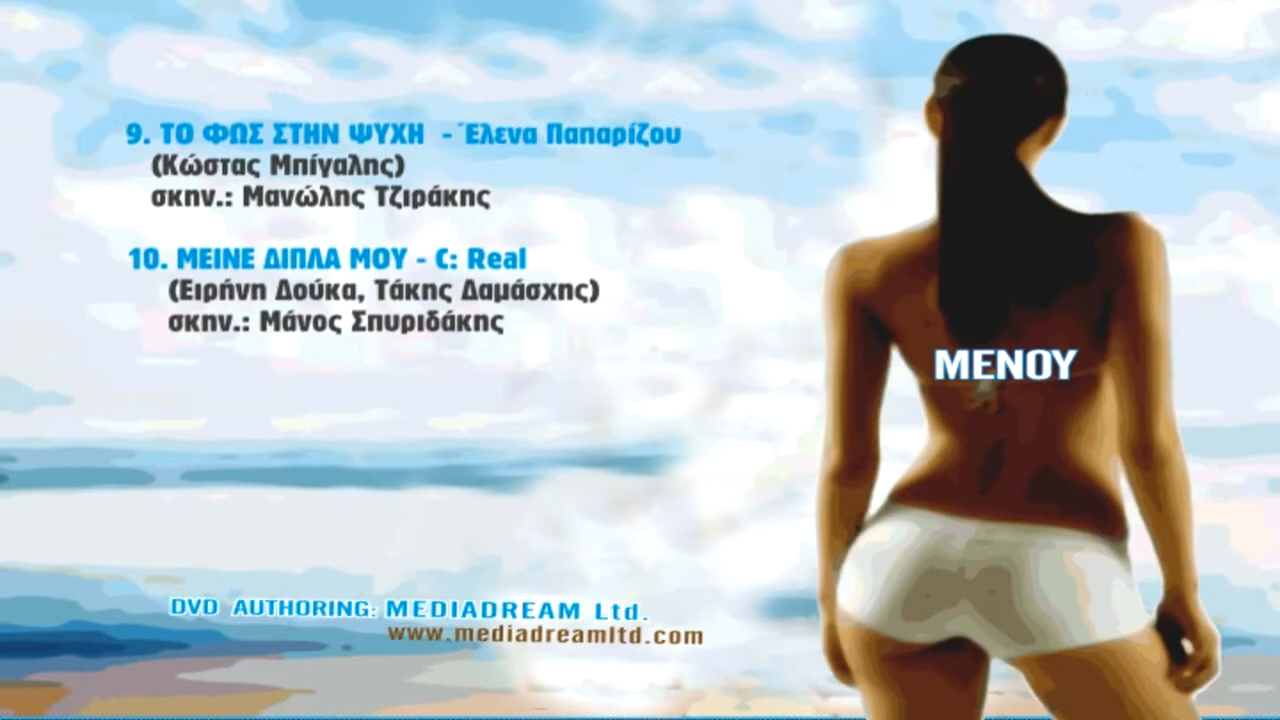 9. ΤΟ ΦΩΣ ΣΤΗΝ ΨΥΧΗ - Έλενα Παπαρίζου
(Κώστας Μπίγαλης)
σκην.: Μανώλης Τζιράκης
10. ΜΕΙΝΕ ΔΙΠΛΑ ΜΟΥ - C: Real
(Ειρήνη Δούκα, Τάκης Δαμάσχης)
σκην.: Μάνος Σπυριδάκης
ΜΕΝΟΥ
DVD AUTHORING: MEDIADREAM Ltd.
www.mediadreamltd.com